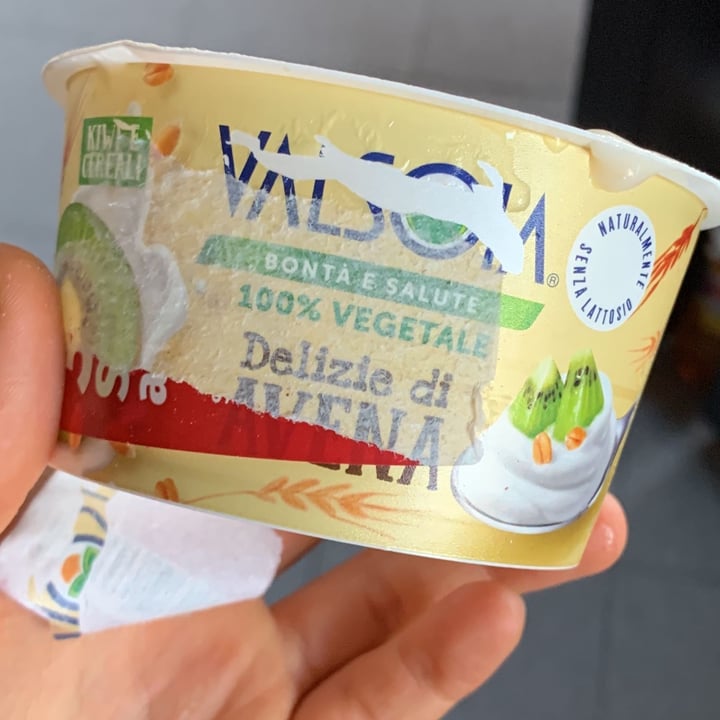 KIWI E
CEREALI
VALSOIA®
BONTÀ E SALUTE
100% VEGETALE
Delizie di
AVENA
NATURALMENTE
SENZA LATTOSIO